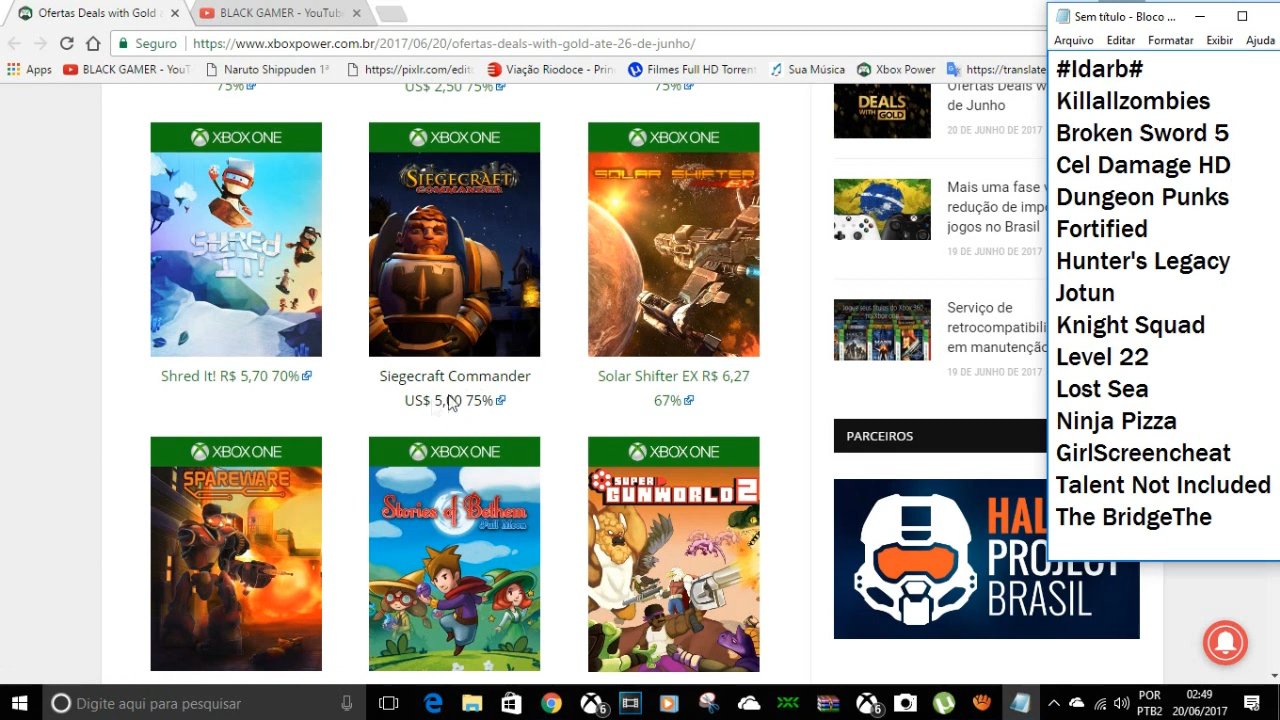 Ofertas Deals with Gold a
BLACK GAMER - YouTube
Seguro
https://www.xboxpower.com.br/2017/06/20/ofertas-deals-with-gold-ate-26-de-junho/
Apps
BLACK GAMER - YouT
Naruto Shippuden 1ª
https://pixlr.com/edit
Viação Riodoce - Prin
Filmes Full HD Torrent
Sua Música
Xbox Power
https://translate
75%
US$ 2,50 75%
75%
XBOX ONE
XBOX ONE
XBOX ONE
SHRED IT!
SIEGECRAFT
COMMANDER
SOLAR SHIFTER
Shred It! R$ 5,70 70%
Siegecraft Commander
US$ 5,00 75%
Solar Shifter EX R$ 6,27
67%
XBOX ONE
XBOX ONE
XBOX ONE
SPAREWARE
Stories of Bethem
Full Moon
SUPER
GUNWORLD 2
DEALS
WITH GOLD
Ofertas Deals w
de Junho
20 DE JUNHO DE 2017
Mais uma fase v
redução de impo
jogos no Brasil
19 DE JUNHO DE 2017
Serviço de
retrocompatibili
em manutenção
19 DE JUNHO DE 2017
PARCEIROS
HAL
PROJECT
BRASIL
Sem título - Bloco ...
Arquivo Editar Formatar Exibir Ajuda
#Idarb#
Killallzombies
Broken Sword 5
Cel Damage HD
Dungeon Punks
Fortified
Hunter's Legacy
Jotun
Knight Squad
Level 22
Lost Sea
Ninja Pizza
GirlScreencheat
Talent Not Included
The BridgeThe
Digite aqui para pesquisar
6
6
POR
PTB2
02:49
20/06/2017